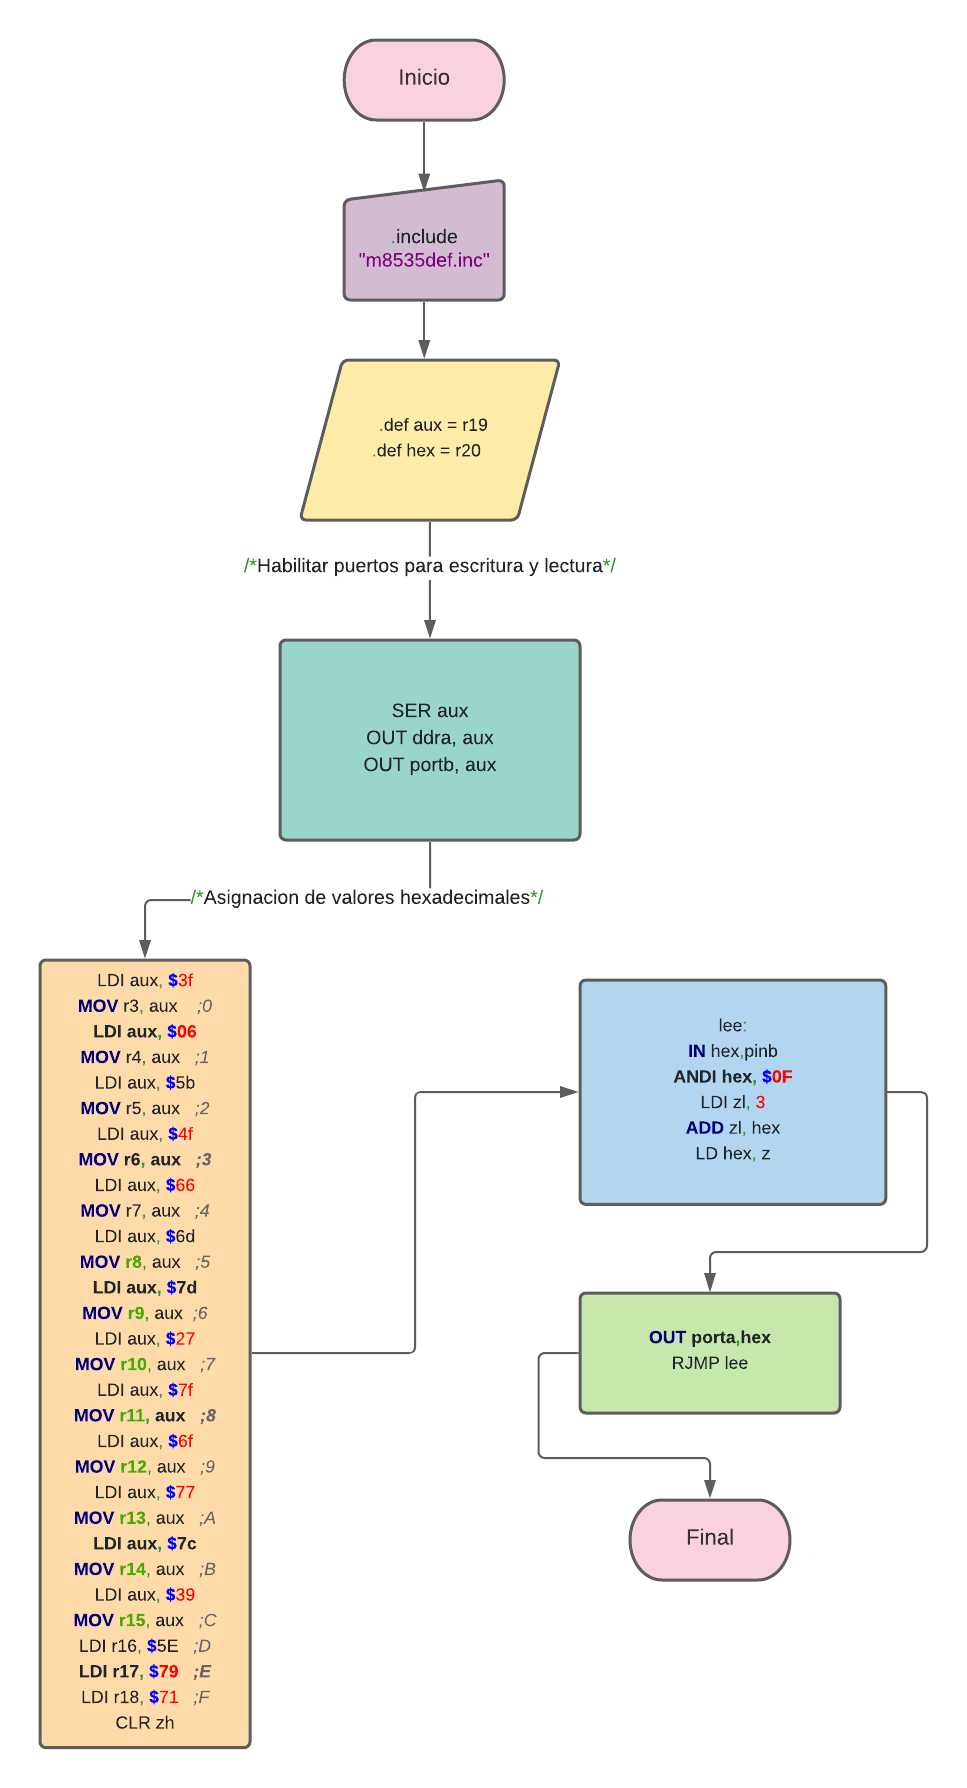 Inicio
.include
"m8535def.inc"
.def aux = r19
.def hex = r20
/*Habilitar puertos para escritura y lectura*/
SER aux
OUT ddra, aux
OUT portb, aux
/*Asignacion de valores hexadecimales*/
LDI aux, $3f
MOV r3, aux ;0
LDI aux, $06
MOV r4, aux ;1
LDI aux, $5b
MOV r5, aux ;2
LDI aux, $4f
MOV r6, aux ;3
LDI aux, $66
MOV r7, aux ;4
LDI aux, $6d
MOV r8, aux ;5
LDI aux, $7d
MOV r9, aux ;6
LDI aux, $27
MOV r10, aux ;7
LDI aux, $7f
MOV r11, aux ;8
LDI aux, $6f
MOV r12, aux ;9
LDI aux, $77
MOV r13, aux ;A
LDI aux, $7c
MOV r14, aux ;B
LDI aux, $39
MOV r15, aux ;C
LDI r16, $5E ;D
LDI r17, $79 ;E
LDI r18, $71 ;F
CLR zh
lee:
IN hex,pinb
ANDI hex, $0F
LDI zl, 3
ADD zl, hex
LD hex, z
OUT porta,hex
RJMP lee
Final